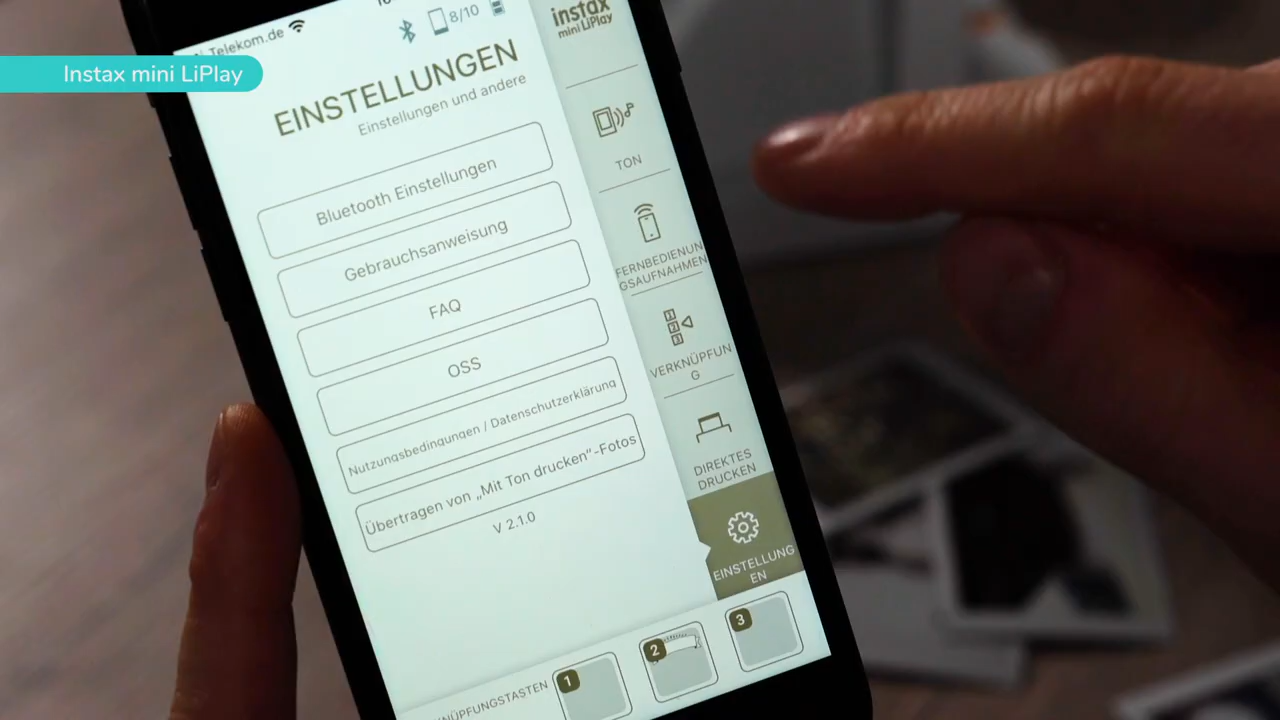 Instax mini LiPlay
Telekom.de
8/10
EINSTELLUNGEN
Einstellungen und andere
Bluetooth Einstellungen
Gebrauchsanweisung
FAQ
OSS
Nutzungsbedingungen / Datenschutzerklärung
Übertragen von „Mit Ton drucken“-Fotos
V 2.1.0
instax
mini LiPlay
TON
FERNBEDIENUN
GSAUFNAHMEN
VERKNÜPFUN
G
DIREKTES
DRUCKEN
EINSTELLUNG
EN
NÜPFUNGSTASTEN
1
2
3